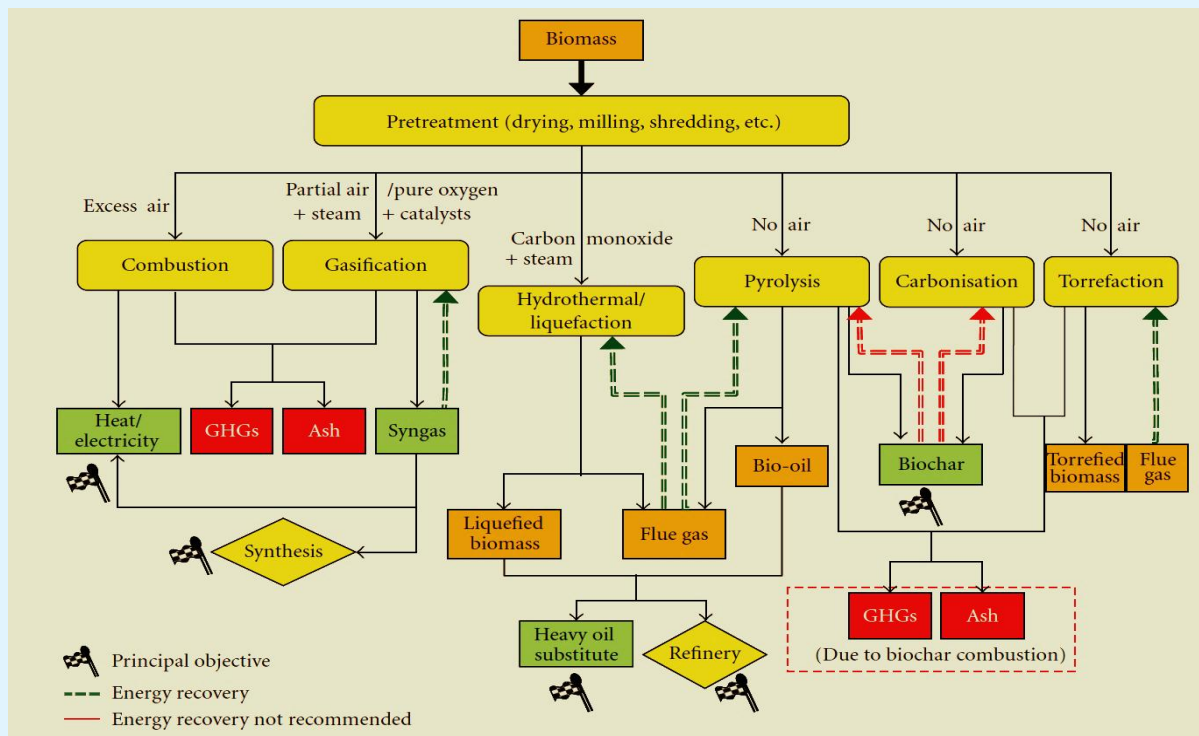 Biomass
Pretreatment (drying, milling, shredding, etc.)
Excess air
Partial air /pure oxygen
+ steam + catalysts
Carbon monoxide
+ steam
No air
No air
No air
Combustion
Gasification
Hydrothermal/
liquefaction
Pyrolysis
Carbonisation
Torrefaction
Heat/
electricity
GHGs
Ash
Syngas
Bio-oil
Biochar
Torrefied
biomass
Flue
gas
Liquefied
biomass
Flue gas
Synthesis
Heavy oil
substitute
Refinery
GHGs
Ash
(Due to biochar combustion)
Principal objective
Energy recovery
Energy recovery not recommended